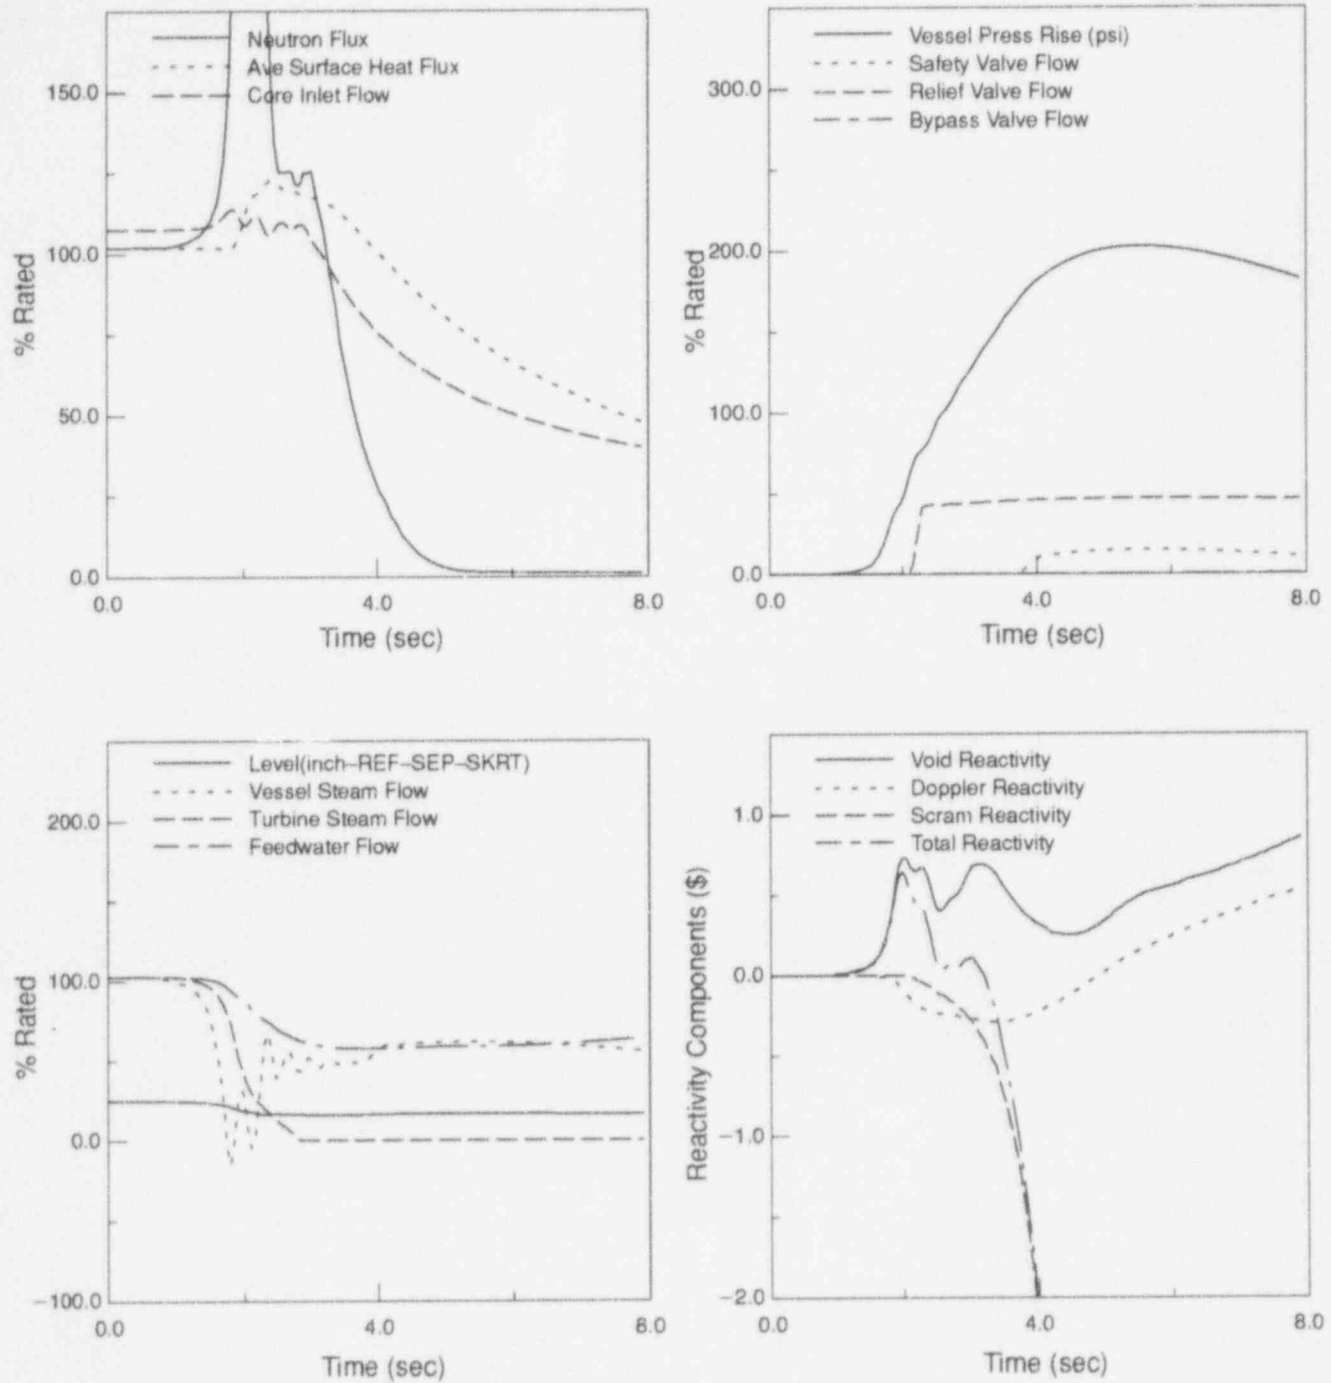 Neutron Flux
Ave Surface Heat Flux
Core Inlet Flow
150.0
100.0
50.0
0.0
% Rated
0.0 4.0 8.0
Time (sec)
Vessel Press Rise (psi)
Safety Valve Flow
Relief Valve Flow
Bypass Valve Flow
300.0
200.0
100.0
0.0
% Rated
0.0 4.0 8.0
Time (sec)
Level(inch-REF-SEP-SKRT)
Vessel Steam Flow
Turbine Steam Flow
Feedwater Flow
200.0
100.0
0.0
-100.0
% Rated
0.0 4.0 8.0
Time (sec)
Void Reactivity
Doppler Reactivity
Scram Reactivity
Total Reactivity
1.0
0.0
-1.0
-2.0
Reactivity Components ($)
0.0 4.0 8.0
Time (sec)